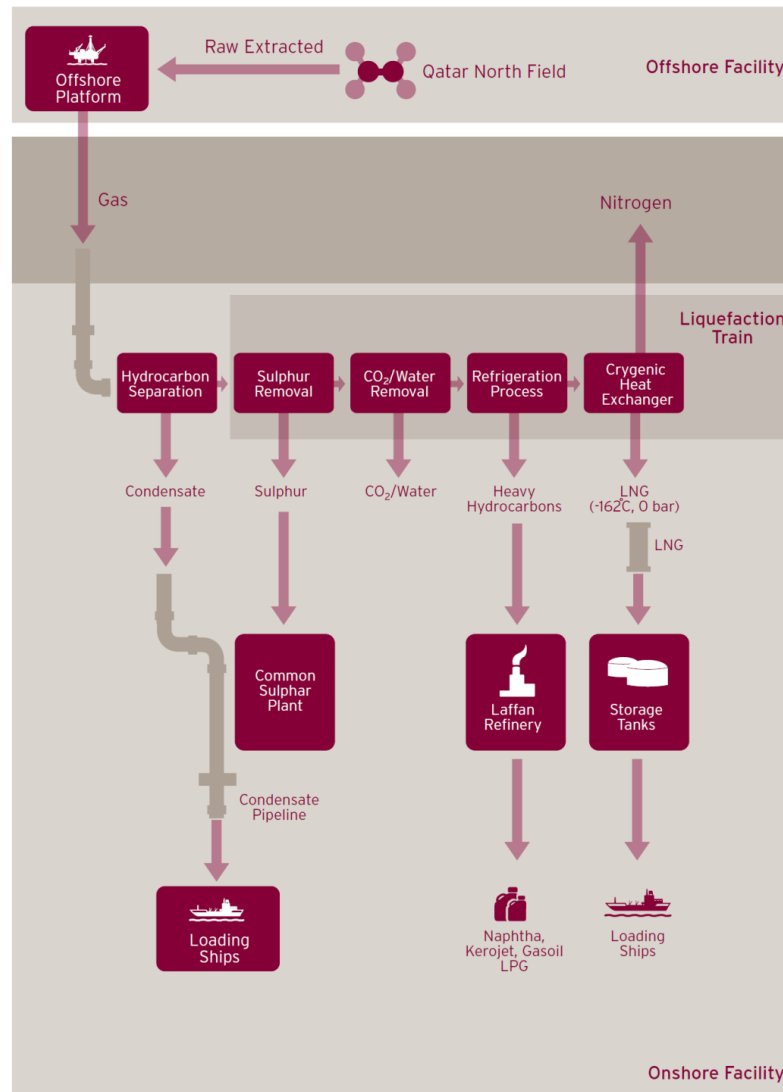 Raw Extracted
Qatar North Field
Offshore Facility
Offshore
Platform
Gas
Nitrogen
Liquefaction
Train
Hydrocarbon
Separation
Sulphur
Removal
CO₂/Water
Removal
Refrigeration
Process
Crygenic
Heat
Exchanger
Condensate
Sulphur
CO₂/Water
Heavy
Hydrocarbons
LNG
(-162°C, 0 bar)
LNG
Common
Sulphar
Plant
Laffan
Refinery
Storage
Tanks
Condensate
Pipeline
Loading
Ships
Naphtha,
Kerojet, Gasoil
LPG
Loading
Ships
Onshore Facility